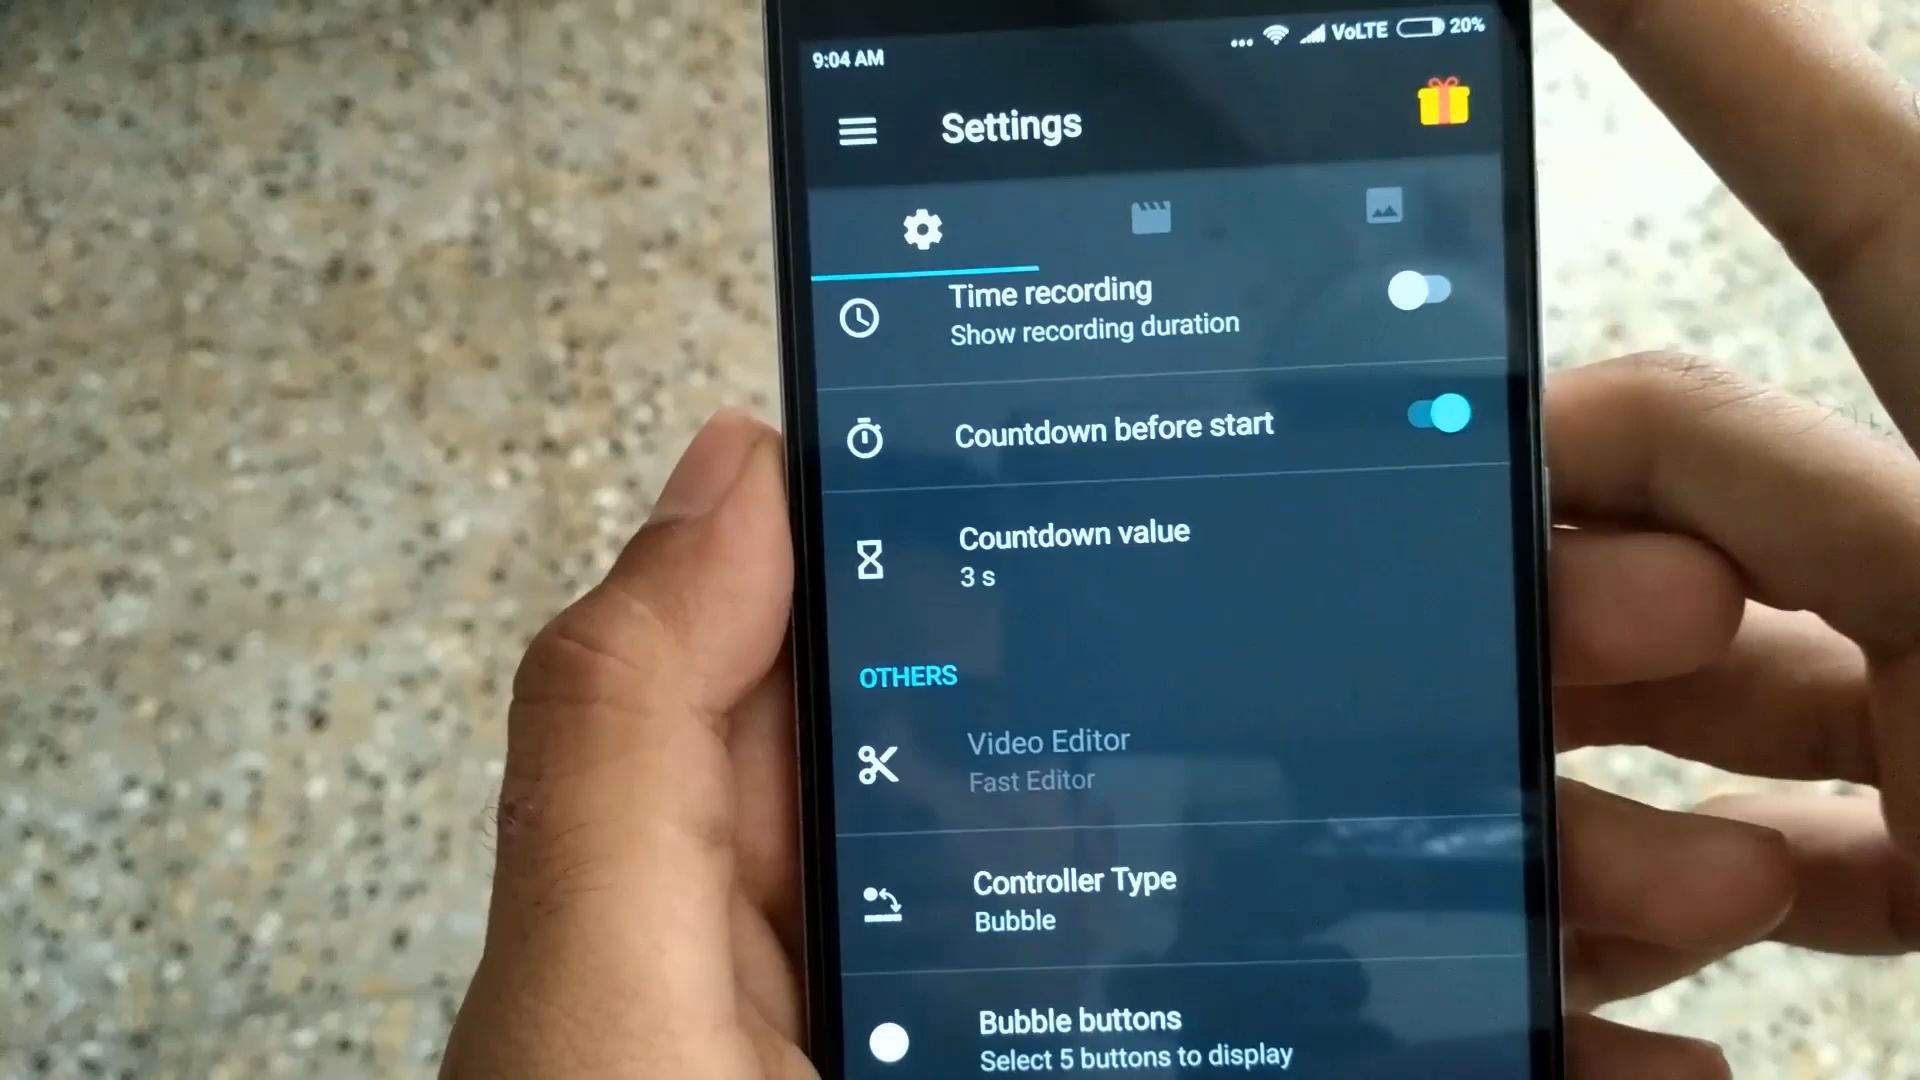 9:04 AM
VoLTE 20%
Settings
Time recording
Show recording duration
Countdown before start
Countdown value
3 s
OTHERS
Video Editor
Fast Editor
Controller Type
Bubble
Bubble buttons
Select 5 buttons to display